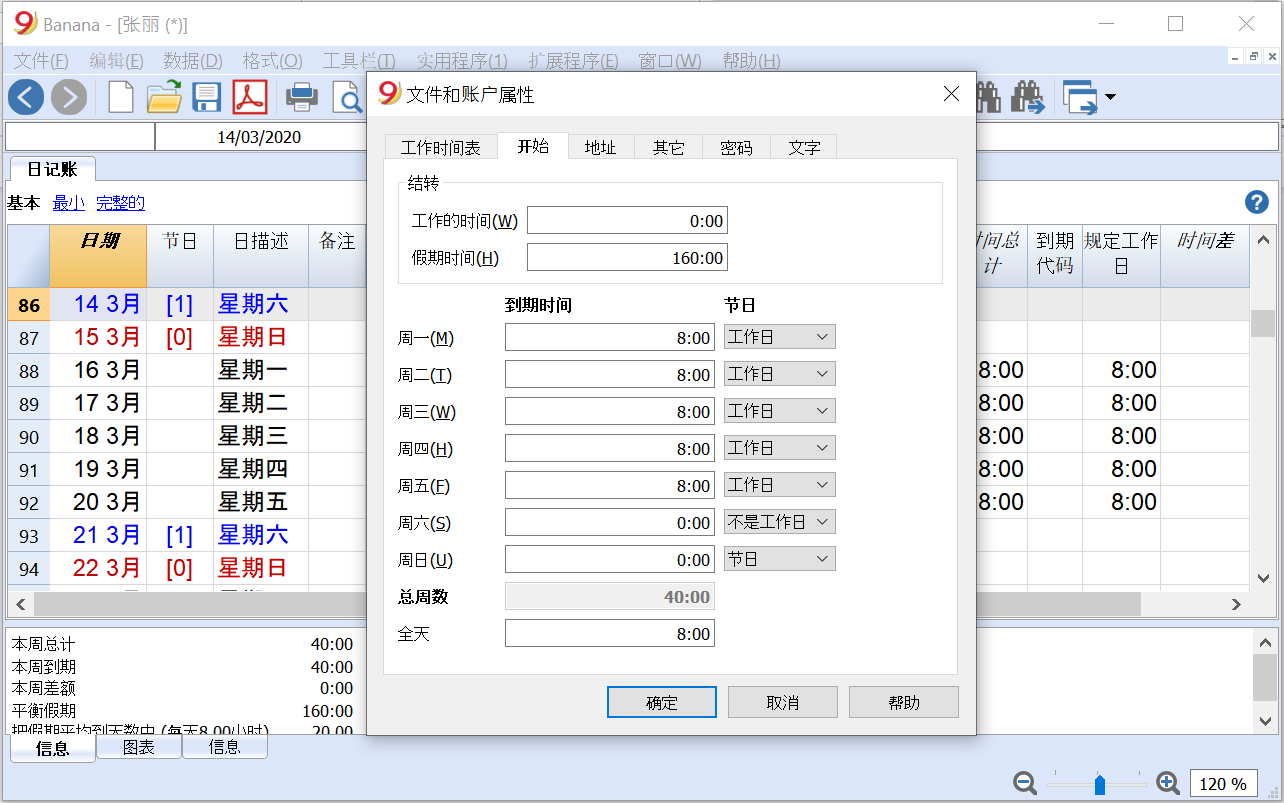 Banana - [张丽 (*)]
文件(F) 编辑(E) 数据(D) 格式(O) 工具栏(T) 实用程序(1) 扩展程序(E) 窗口(W) 帮助(H)
14/03/2020
日记账
基本 最小 完整的
日期 节日 日描述 备注
86 14 3月 [1] 星期六
87 15 3月 [0] 星期日
88 16 3月 星期一
89 17 3月 星期二
90 18 3月 星期三
91 19 3月 星期四
92 20 3月 星期五
93 21 3月 [1] 星期六
94 22 3月 [0] 星期日
时间总计 到期代码 规定工作日 时间差
8:00 8:00
8:00 8:00
8:00 8:00
8:00 8:00
8:00 8:00
文件和账户属性
工作时间表 开始 地址 其它 密码 文字
结转
工作的时间(W) 0:00
假期时间(H) 160:00
到期时间 节日
周一(M) 8:00 工作日
周二(T) 8:00 工作日
周三(W) 8:00 工作日
周四(H) 8:00 工作日
周五(F) 8:00 工作日
周六(S) 0:00 不是工作日
周日(U) 0:00 节日
总周数 40:00
全天 8:00
确定 取消 帮助
本周总计 40:00
本周到期 40:00
本周差额 0:00
平衡假期 160:00
把假期平均到天数中 (每天8.00小时) 20.00
信息 图表 信息
120 %